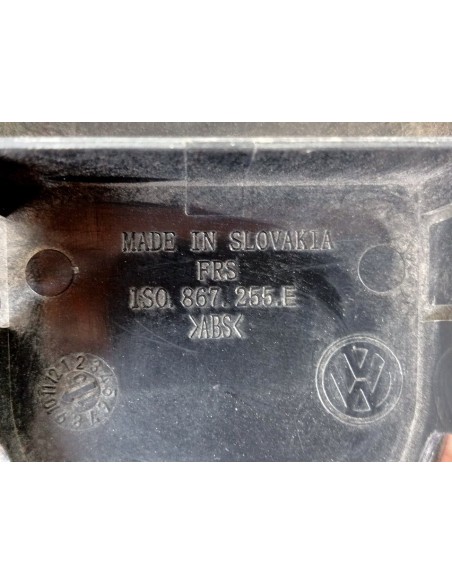 MADE IN SLOVAKIA
FRS
1S0.867.255.E
>ABS<